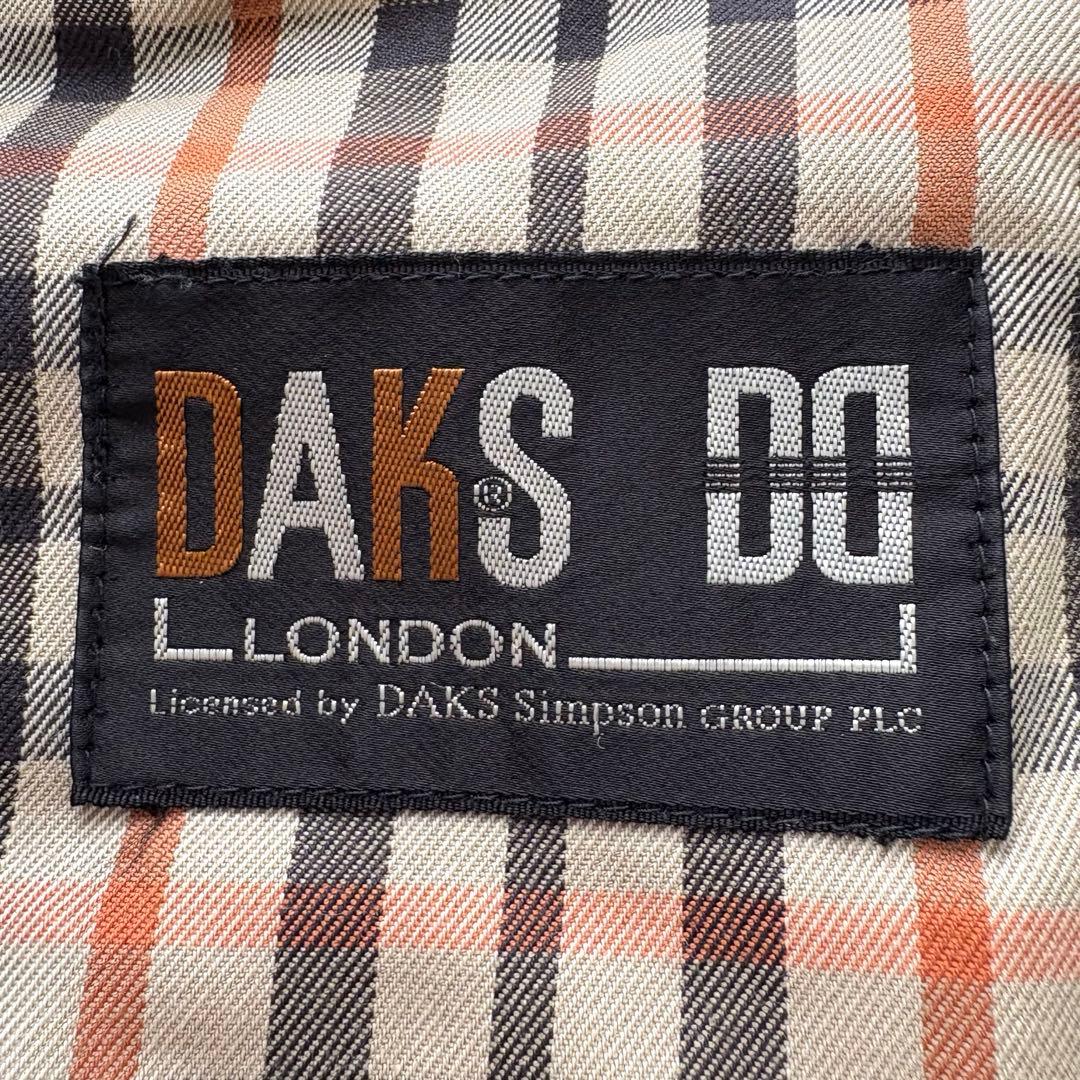 DAKS® DD
LONDON
Licensed by DAKS Simpson GROUP PLC